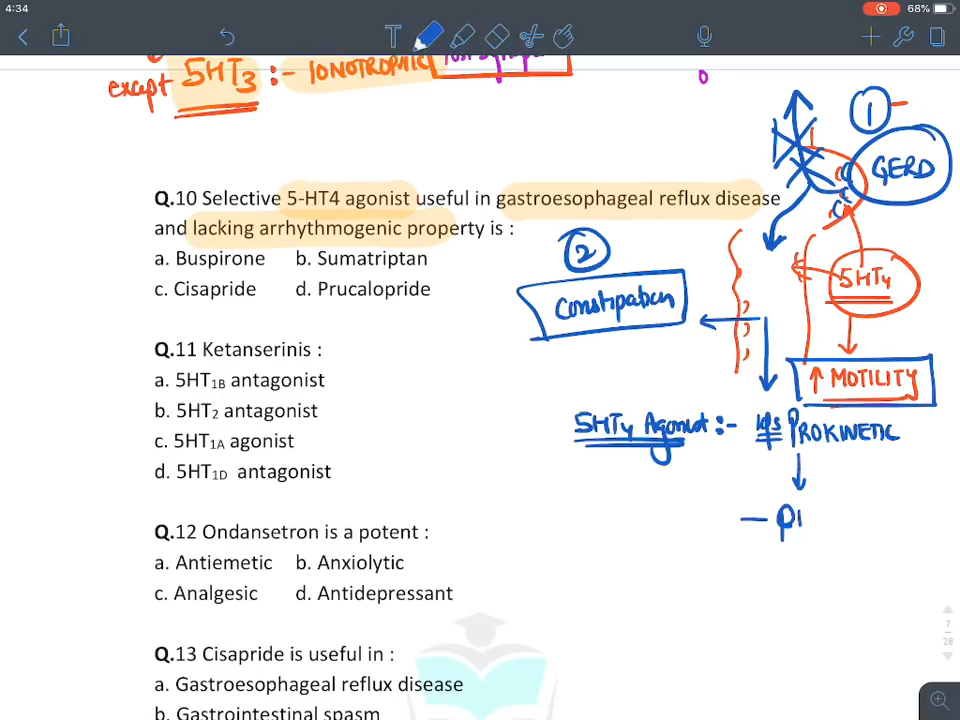 4:34
68%
T
except 5HT3 :- IONOTROPHIC
1
GERD
Q.10 Selective 5-HT4 agonist useful in gastroesophageal reflux disease
and lacking arrhythmogenic property is :
a. Buspirone b. Sumatriptan
c. Cisapride d. Prucalopride
2
Constipation
5HT4
↑ MOTILITY
5HT4 Agonist :- PROKINETIC
Q.11 Ketanserinis :
a. 5HT1B antagonist
b. 5HT2 antagonist
c. 5HT1A agonist
d. 5HT1D antagonist
Q.12 Ondansetron is a potent :
a. Antiemetic b. Anxiolytic
c. Analgesic d. Antidepressant
Q.13 Cisapride is useful in :
a. Gastroesophageal reflux disease
b. Gastrointestinal spasm
7
28